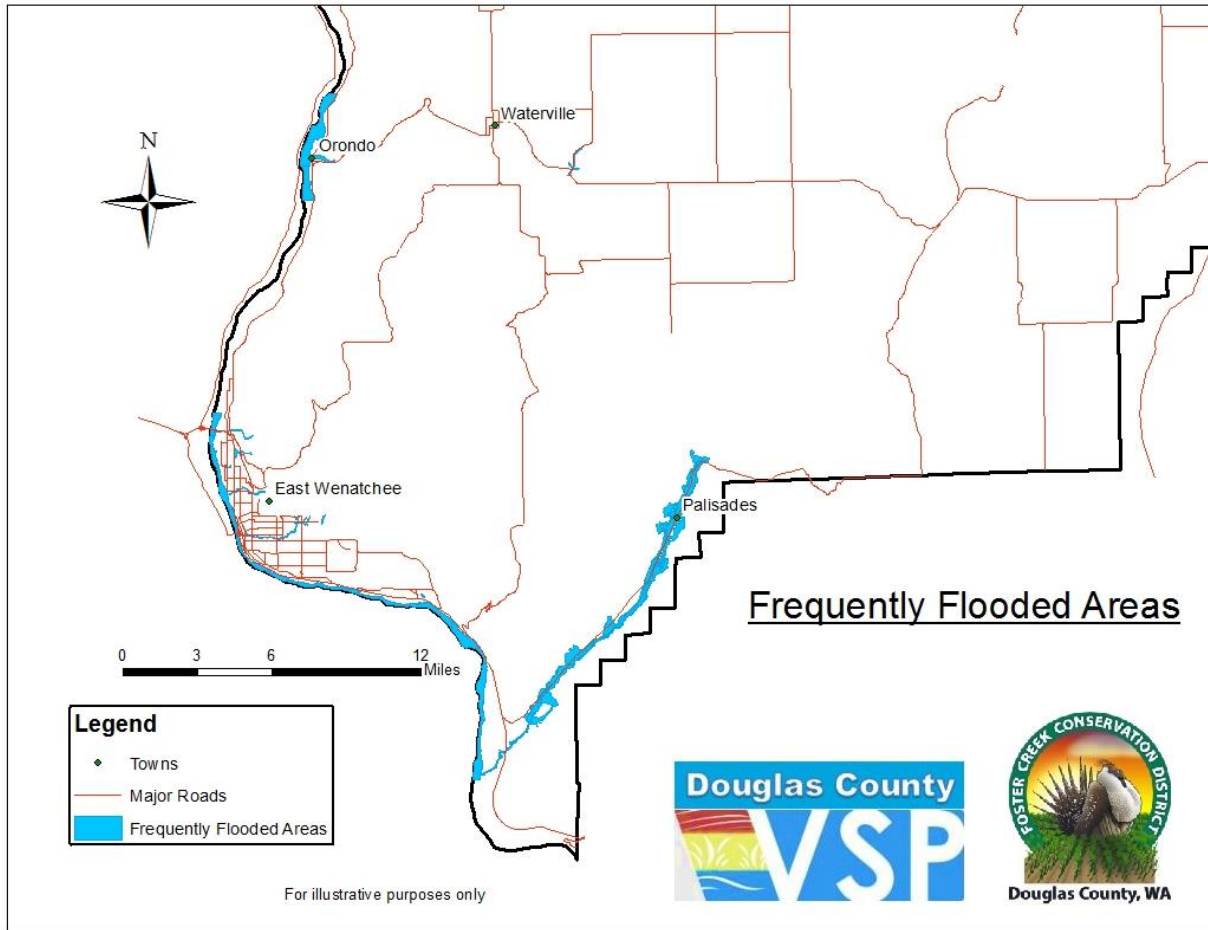 Waterville
N
Orondo
East Wenatchee
Palisades
Frequently Flooded Areas
0 3 6 12
Miles
Legend
Towns
Major Roads
Frequently Flooded Areas
For illustrative purposes only
Douglas County
VSP
FOSTER CREEK CONSERVATION DISTRICT
Douglas County, WA